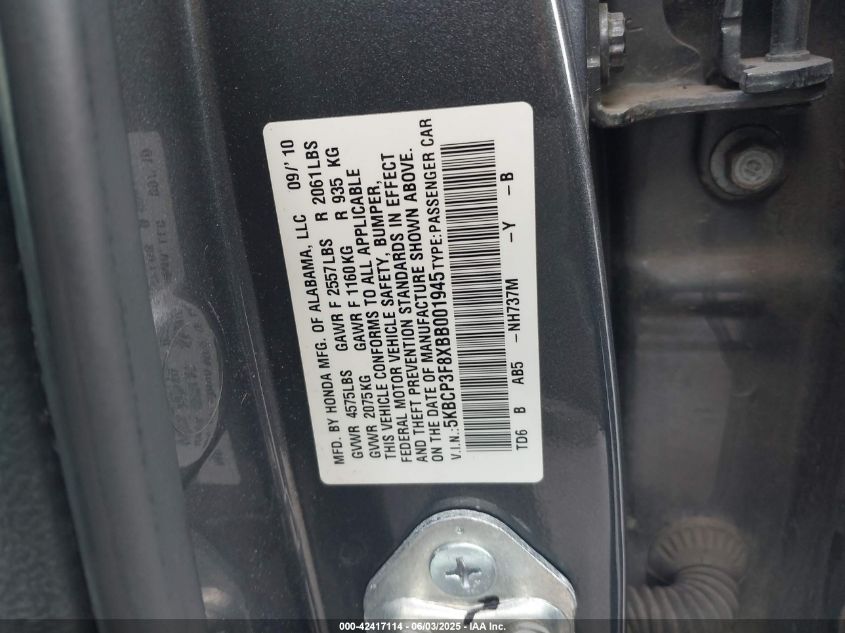 MFD. BY HONDA MFG. OF ALABAMA, LLC 09/'10
GVWR 4575LBS GAWR F 2557LBS R 2061LBS
GVWR 2075KG GAWR F 1160KG R 935 KG
THIS VEHICLE CONFORMS TO ALL APPLICABLE
FEDERAL MOTOR VEHICLE SAFETY, BUMPER,
AND THEFT PREVENTION STANDARDS IN EFFECT
ON THE DATE OF MANUFACTURE SHOWN ABOVE.
V.I.N.:5KBCP3F8XBB001945 TYPE:PASSENGER CAR
TD6 B AB5 -NH737M -Y -B
000-42417114 - 06/03/2025 - IAA Inc.